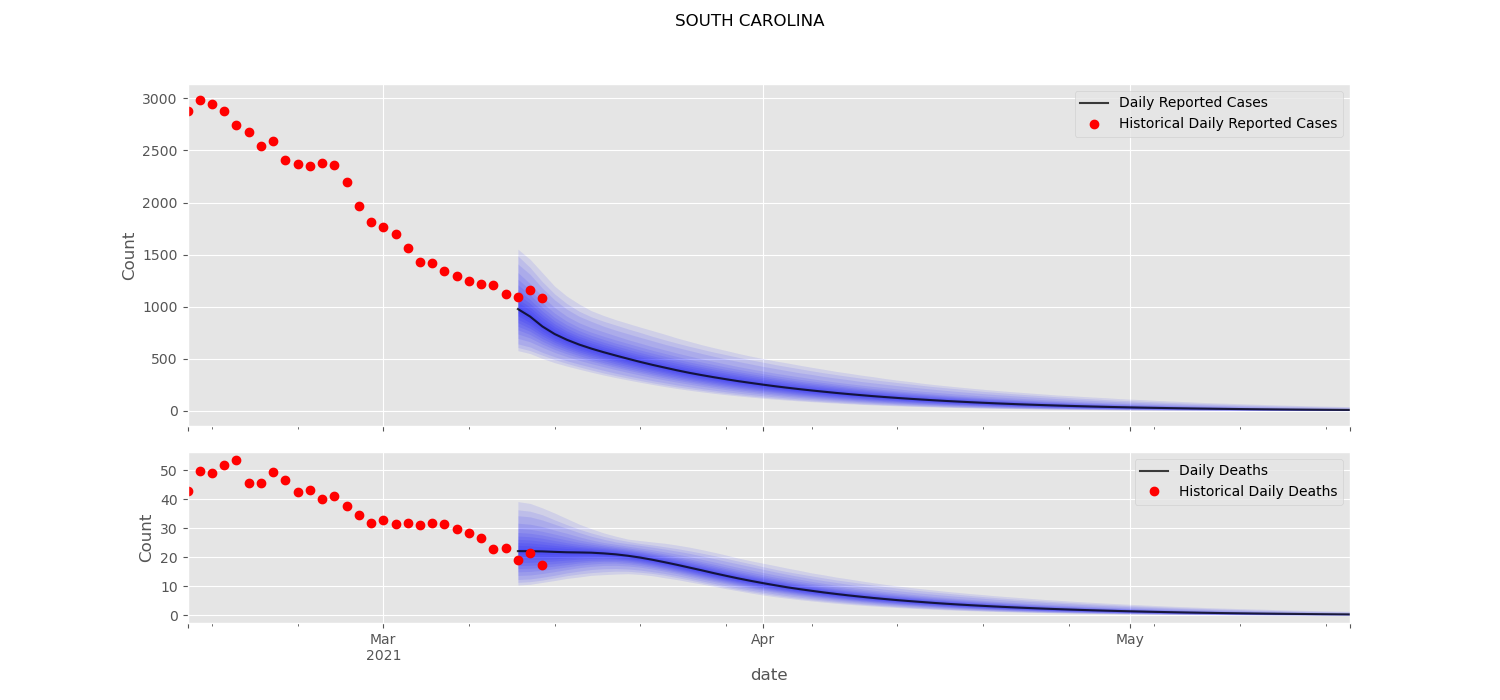 SOUTH CAROLINA
3000
2500
2000
1500
1000
500
0
Count
Daily Reported Cases
Historical Daily Reported Cases
50
40
30
20
10
0
Count
Daily Deaths
Historical Daily Deaths
Mar
2021
Apr
May
date